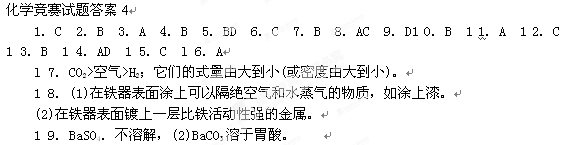 化学竞赛试题答案4
1. C 2. B 3. A 4. B 5. BD 6. C 7. B 8. AC 9. D10. B 11. A 12. C
13. B 14. AD 15. C l6. A
l7. CO₂>空气>H₂；它们的式量由大到小(或密度由大到小)。
l8. (1)在铁器表面涂上可以隔绝空气和水蒸气的物质，如涂上漆。
(2)在铁器表面镀上一层比铁活动性强的金属。
l9. BaSO₄. 不溶解，(2)BaCO₃溶于胃酸。